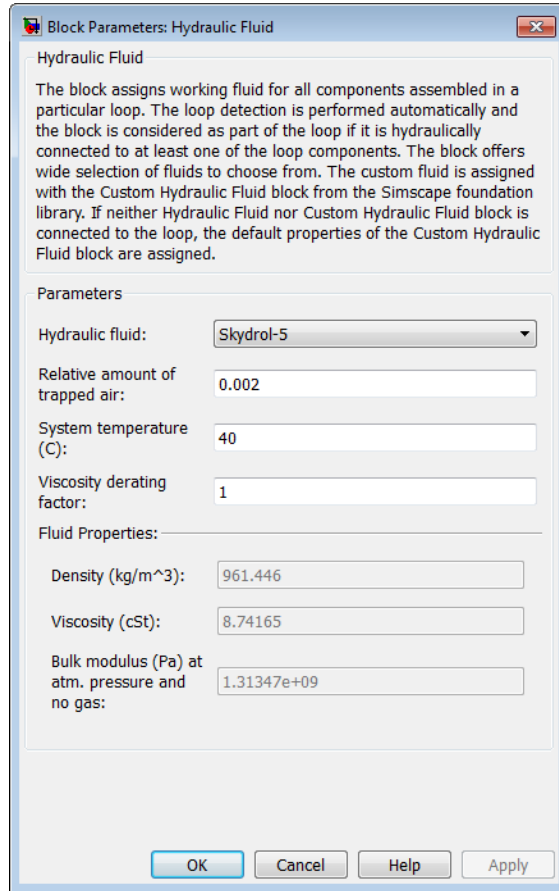 Block Parameters: Hydraulic Fluid
Hydraulic Fluid
The block assigns working fluid for all components assembled in a
particular loop. The loop detection is performed automatically and
the block is considered as part of the loop if it is hydraulically
connected to at least one of the loop components. The block offers
wide selection of fluids to choose from. The custom fluid is assigned
with the Custom Hydraulic Fluid block from the Simscape foundation
library. If neither Hydraulic Fluid nor Custom Hydraulic Fluid block is
connected to the loop, the default properties of the Custom Hydraulic
Fluid block are assigned.
Parameters
Hydraulic fluid: Skydrol-5
Relative amount of
trapped air: 0.002
System temperature
(C): 40
Viscosity derating
factor: 1
Fluid Properties:
Density (kg/m^3): 961.446
Viscosity (cSt): 8.74165
Bulk modulus (Pa) at
atm. pressure and 1.31347e+09
no gas:
OK Cancel Help Apply